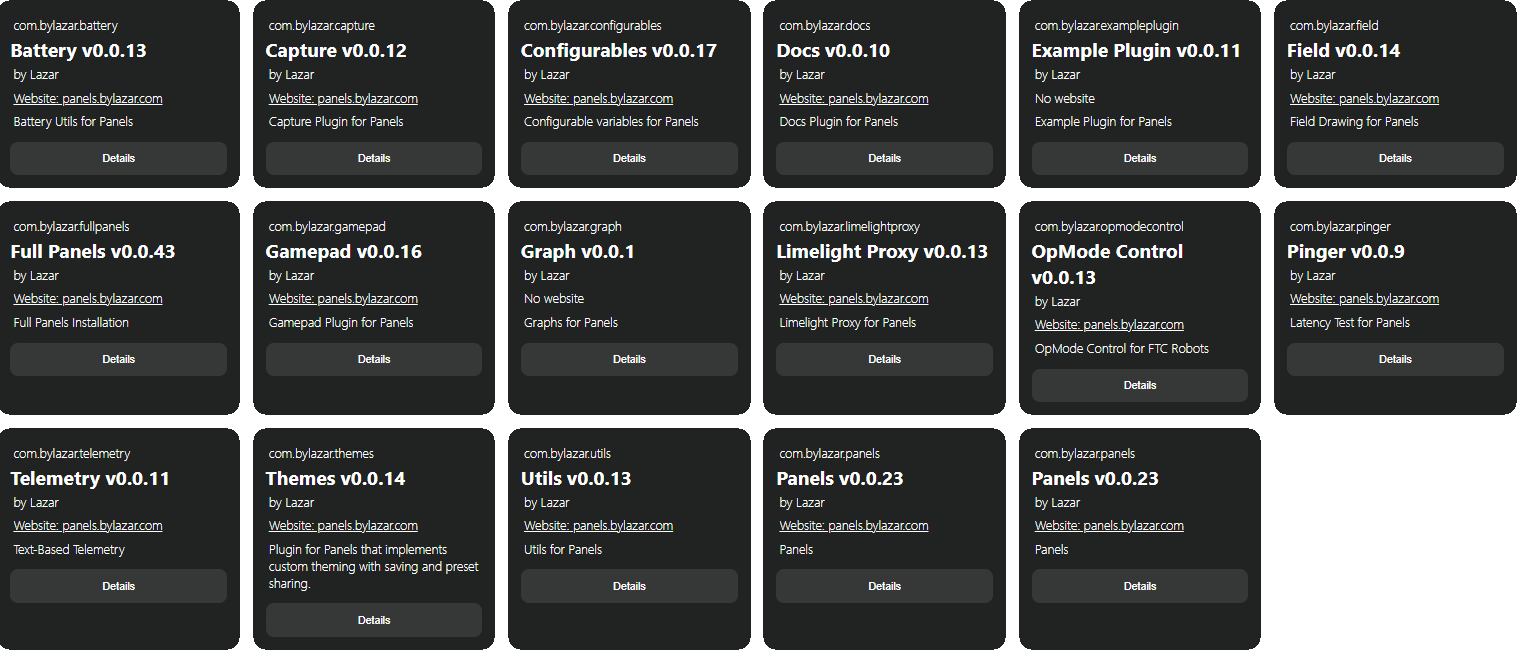 com.bylazar.battery
Battery v0.0.13
by Lazar
Website: panels.bylazar.com
Battery Utils for Panels
Details
com.bylazar.capture
Capture v0.0.12
by Lazar
Website: panels.bylazar.com
Capture Plugin for Panels
Details
com.bylazar.configurables
Configurables v0.0.17
by Lazar
Website: panels.bylazar.com
Configurable variables for Panels
Details
com.bylazar.docs
Docs v0.0.10
by Lazar
Website: panels.bylazar.com
Docs Plugin for Panels
Details
com.bylazar.exampleplugin
Example Plugin v0.0.11
by Lazar
No website
Example Plugin for Panels
Details
com.bylazar.field
Field v0.0.14
by Lazar
Website: panels.bylazar.com
Field Drawing for Panels
Details
com.bylazar.fullpanels
Full Panels v0.0.43
by Lazar
Website: panels.bylazar.com
Full Panels Installation
Details
com.bylazar.gamepad
Gamepad v0.0.16
by Lazar
Website: panels.bylazar.com
Gamepad Plugin for Panels
Details
com.bylazar.graph
Graph v0.0.1
by Lazar
No website
Graphs for Panels
Details
com.bylazar.limelightproxy
Limelight Proxy v0.0.13
by Lazar
Website: panels.bylazar.com
Limelight Proxy for Panels
Details
com.bylazar.opmodecontrol
OpMode Control
v0.0.13
by Lazar
Website: panels.bylazar.com
OpMode Control for FTC Robots
Details
com.bylazar.pinger
Pinger v0.0.9
by Lazar
Website: panels.bylazar.com
Latency Test for Panels
Details
com.bylazar.telemetry
Telemetry v0.0.11
by Lazar
Website: panels.bylazar.com
Text-Based Telemetry
Details
com.bylazar.themes
Themes v0.0.14
by Lazar
Website: panels.bylazar.com
Plugin for Panels that implements
custom theming with saving and preset
sharing.
Details
com.bylazar.utils
Utils v0.0.13
by Lazar
Website: panels.bylazar.com
Utils for Panels
Details
com.bylazar.panels
Panels v0.0.23
by Lazar
Website: panels.bylazar.com
Panels
Details
com.bylazar.panels
Panels v0.0.23
by Lazar
Website: panels.bylazar.com
Panels
Details